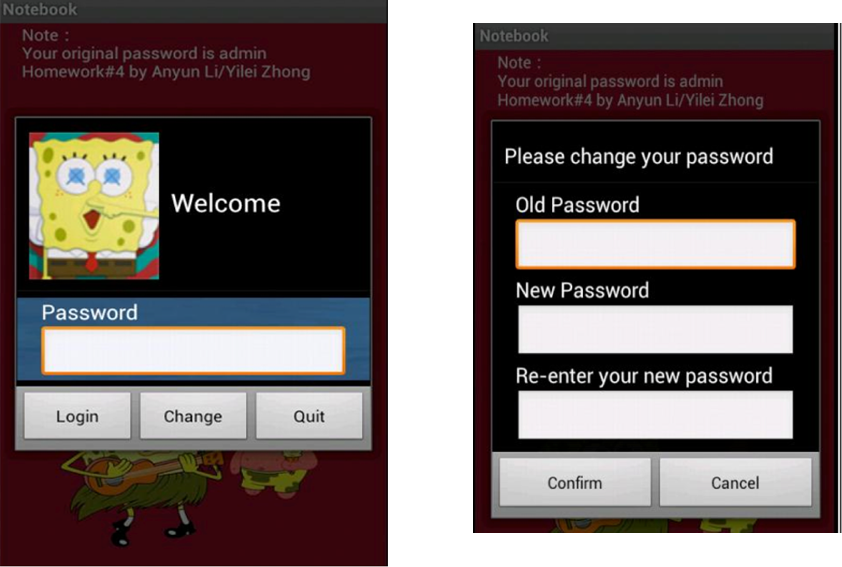 Notebook
Note :
Your original password is admin
Homework#4 by Anyun Li/Yilei Zhong
Welcome
Password
Login
Change
Quit
Notebook
Note :
Your original password is admin
Homework#4 by Anyun Li/Yilei Zhong
Please change your password
Old Password
New Password
Re-enter your new password
Confirm
Cancel